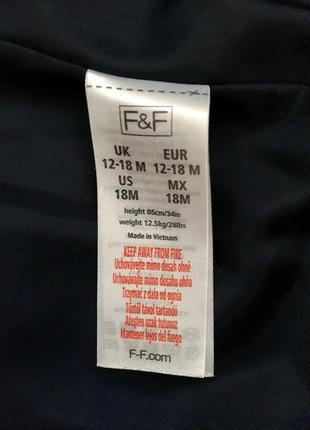 F&F
UK EUR
12-18 M 12-18 M
US MX
18M 18M
height 86cm/34in
weight 12.5kg/28lbs
Made in Vietnam
KEEP AWAY FROM FIRE
Uchovávejte mimo dosah ohně
Uchovávajte mimo dosahu ohňa
Trzymać z dala od ognia
Tűztől távol tartandó
Ateşten uzak tutunuz
Mantener lejos del fuego
F-F.com